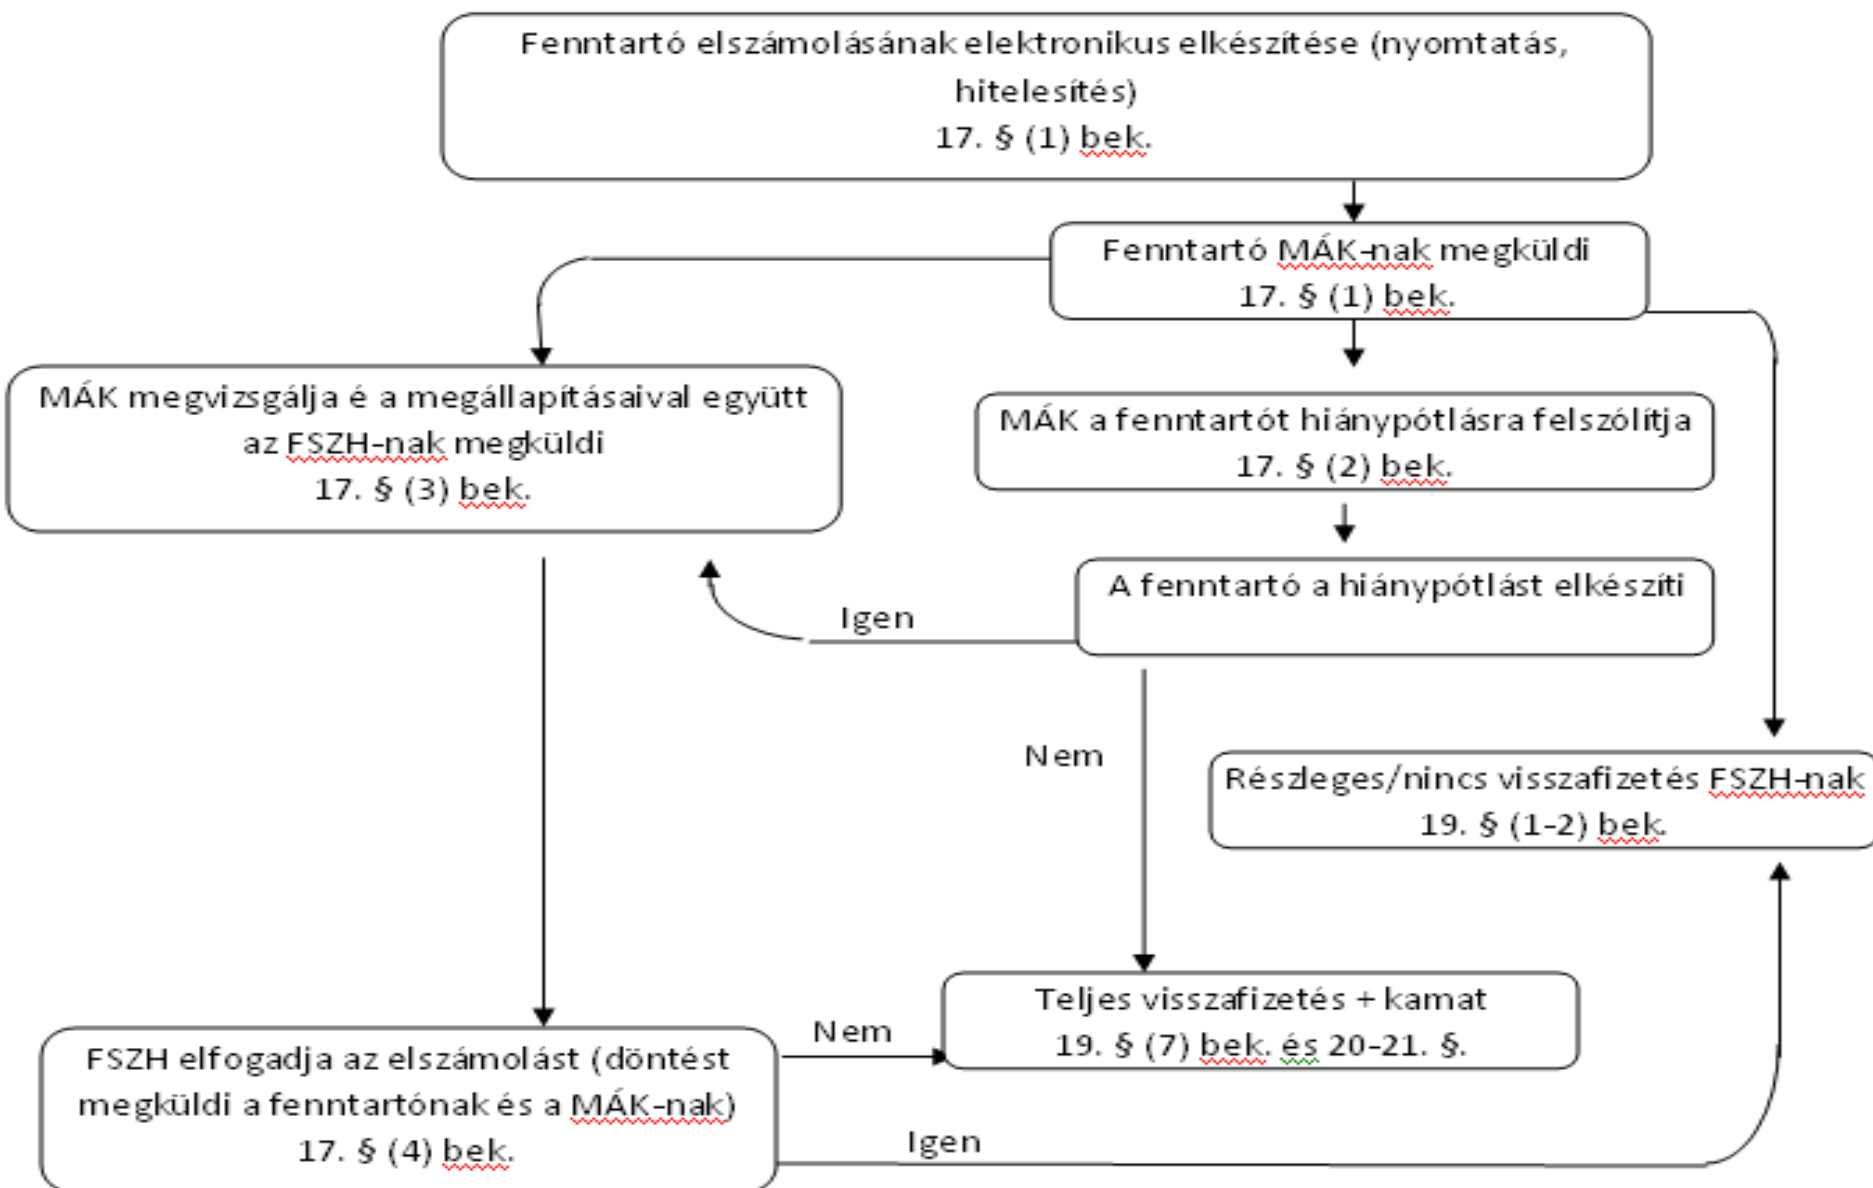 Fenntartó elszámolásának elektronikus elkészítése (nyomtatás,
hitelesítés)
17. § (1) bek.
Fenntartó MÁK-nak megküldi
17. § (1) bek.
MÁK megvizsgálja é a megállapításaival együtt
az FSZH-nak megküldi
17. § (3) bek.
MÁK a fenntartót hiánypótlásra felszólítja
17. § (2) bek.
A fenntartó a hiánypótlást elkészíti
Igen
Nem
Részleges/nincs visszafizetés FSZH-nak
19. § (1-2) bek.
Teljes visszafizetés + kamat
19. § (7) bek. és 20-21. §.
Nem
FSZH elfogadja az elszámolást (döntést
megküldi a fenntartónak és a MÁK-nak)
17. § (4) bek.
Igen